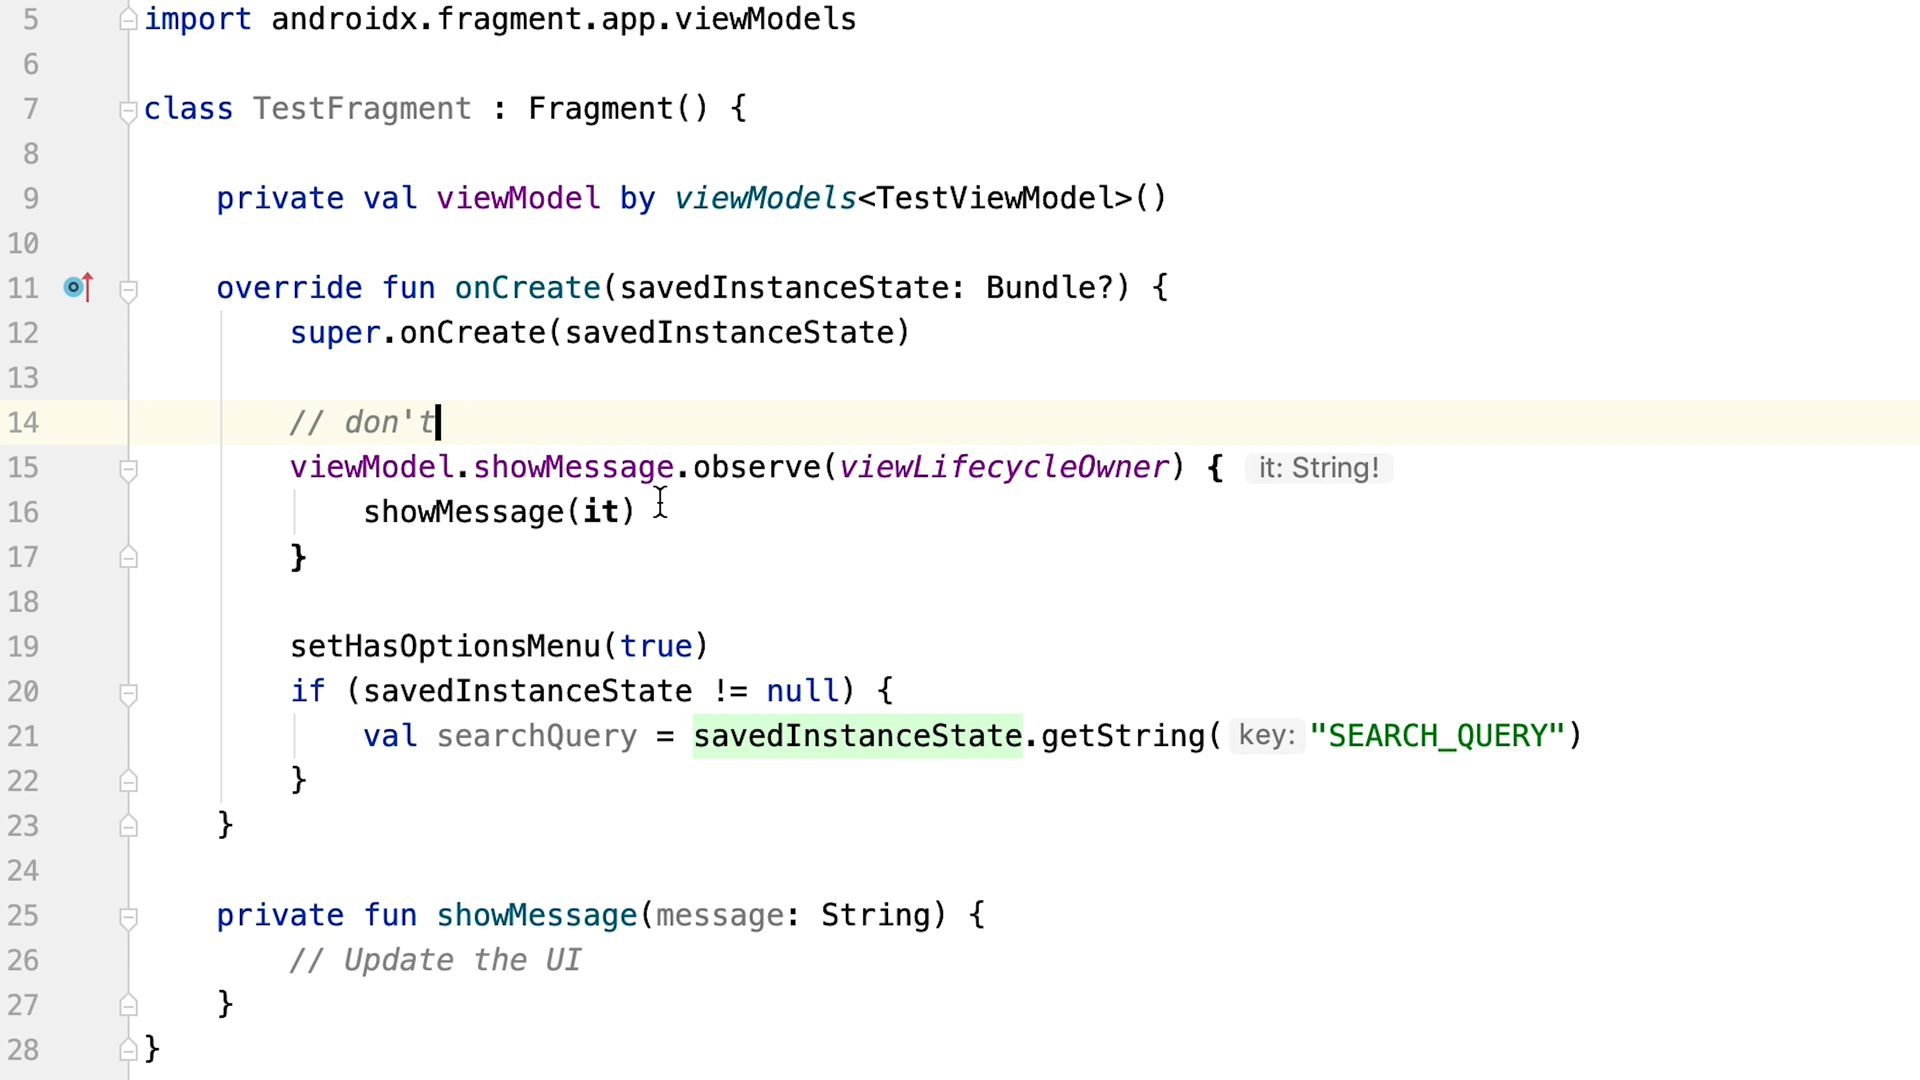 5 import androidx.fragment.app.viewModels
6
7 class TestFragment : Fragment() {
8
9 private val viewModel by viewModels<TestViewModel>()
10
11 override fun onCreate(savedInstanceState: Bundle?) {
12 super.onCreate(savedInstanceState)
13
14 // don't
15 viewModel.showMessage.observe(viewLifecycleOwner) { it: String!
16 showMessage(it)
17 }
18
19 setHasOptionsMenu(true)
20 if (savedInstanceState != null) {
21 val searchQuery = savedInstanceState.getString( key: "SEARCH_QUERY")
22 }
23 }
24
25 private fun showMessage(message: String) {
26 // Update the UI
27 }
28 }